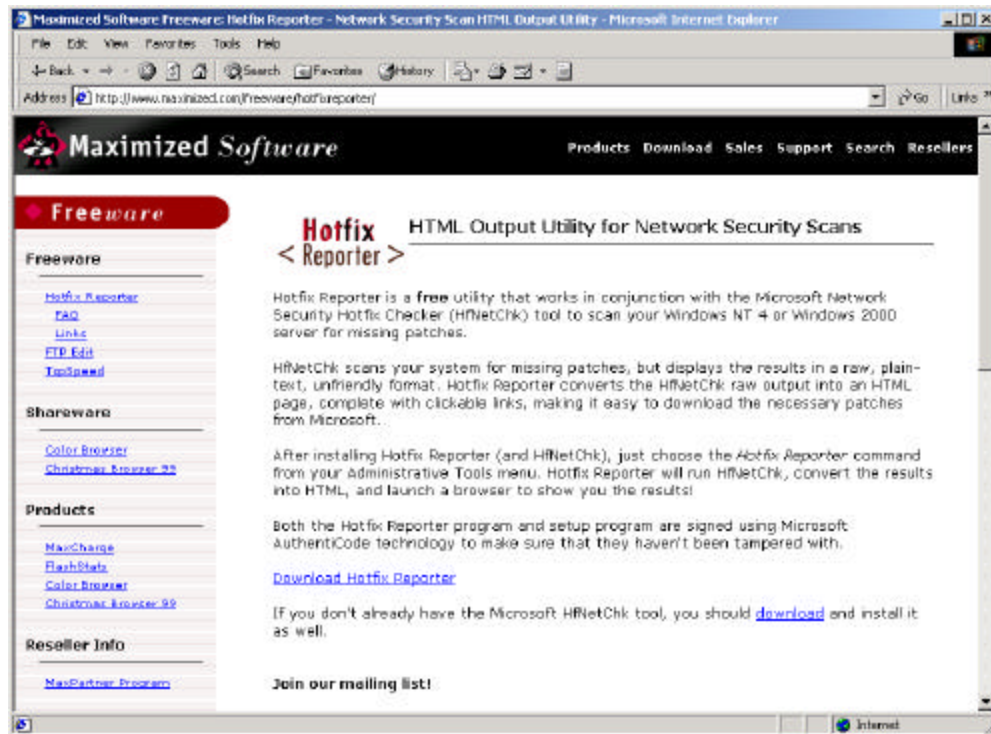 Maximized Software Freeware: Hotfix Reporter - Network Security Scan HTML Output Utility - Microsoft Internet Explorer
File Edit View Favorites Tools Help
Back Search Favorites History
Address http://www.maximized.com/freeware/hotfixreporter/ Go Links »
Maximized Software
Products Download Sales Support Search Resellers
Freeware
Freeware
Hotfix Reporter
FAQ
Links
FTP Edit
TopSpeed
Shareware
Color Browser
Christmas Browser 99
Products
MaxCharge
FlashStats
Color Browser
Christmas Browser 99
Reseller Info
MaxPartner Program
Hotfix
< Reporter >
HTML Output Utility for Network Security Scans
Hotfix Reporter is a free utility that works in conjunction with the Microsoft Network
Security Hotfix Checker (HfNetChk) tool to scan your Windows NT 4 or Windows 2000
server for missing patches.
HfNetChk scans your system for missing patches, but displays the results in a raw, plain-
text, unfriendly format. Hotfix Reporter converts the HfNetChk raw output into an HTML
page, complete with clickable links, making it easy to download the necessary patches
from Microsoft.
After installing Hotfix Reporter (and HfNetChk), just choose the Hotfix Reporter command
from your Administrative Tools menu. Hotfix Reporter will run HfNetChk, convert the results
into HTML, and launch a browser to show you the results!
Both the Hotfix Reporter program and setup program are signed using Microsoft
AuthentiCode technology to make sure that they haven't been tampered with.
Download Hotfix Reporter
If you don't already have the Microsoft HfNetChk tool, you should download and install it
as well.
Join our mailing list!
Internet